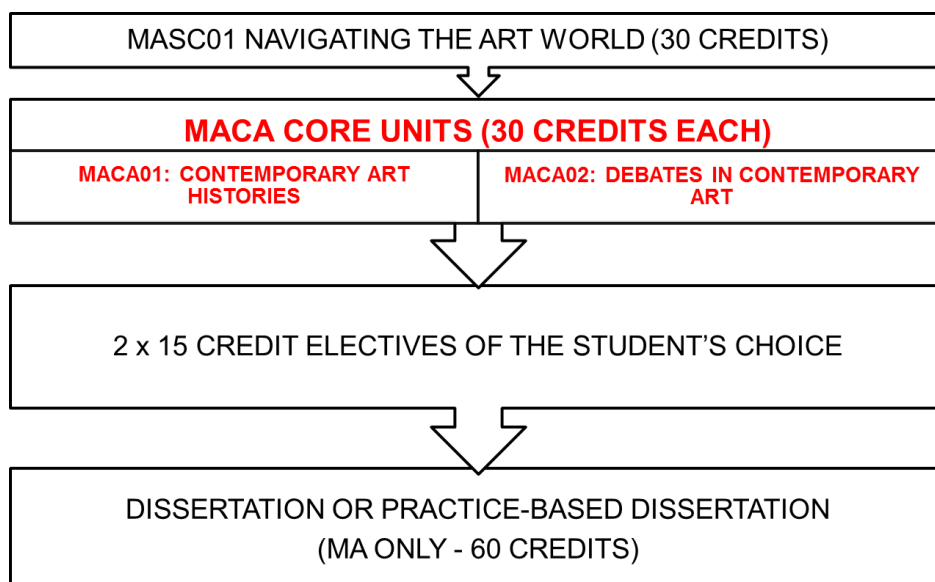 MASC01 NAVIGATING THE ART WORLD (30 CREDITS)
MACA CORE UNITS (30 CREDITS EACH)
MACA01: CONTEMPORARY ART
HISTORIES
MACA02: DEBATES IN CONTEMPORARY
ART
2 x 15 CREDIT ELECTIVES OF THE STUDENT’S CHOICE
DISSERTATION OR PRACTICE-BASED DISSERTATION
(MA ONLY - 60 CREDITS)